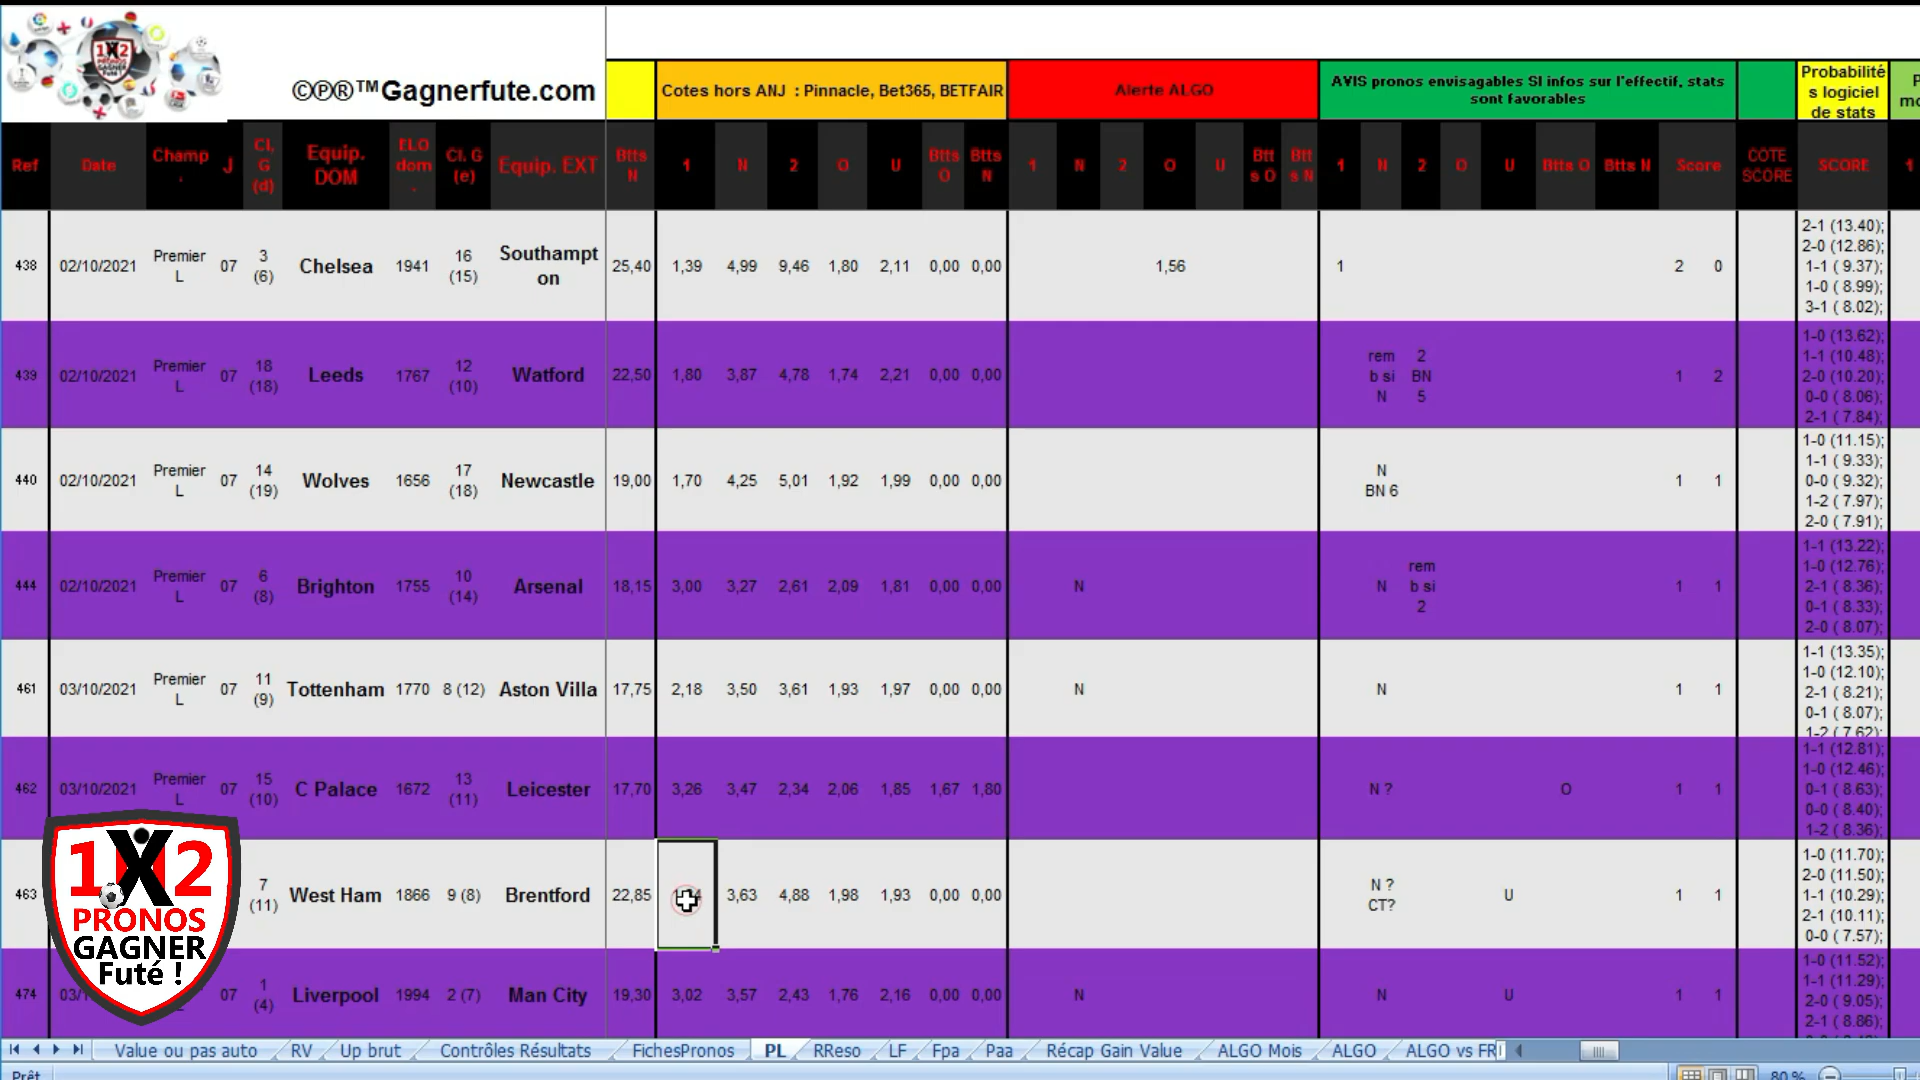 1X2
PRONOS
GAGNER
Futé !
©℗®™Gagnerfute.com
Cotes hors ANJ : Pinnacle, Bet365, BETFAIR
Alerte ALGO
AVIS pronos envisagables SI infos sur l'effectif, stats
sont favorables
Probabilité
s logiciel
de stats
Ref Date Champ. J Cl, G (d) Equip. DOM ELO dom. Cl. G (e) Equip. EXT Btts N 1 N 2 O U Btts O Btts N 1 N 2 O U Btts O Btts N 1 N 2 O U Btts O Btts N Score COTE SCORE SCORE 1
438 02/10/2021 Premier L 07 3 (6) Chelsea 1941 16 (15) Southampton 25,40 1,39 4,99 9,46 1,80 2,11 0,00 0,00 1,56 1 2 0
2-1 (13.40);
2-0 (12.86);
1-1 ( 9.37);
1-0 ( 8.99);
3-1 ( 8.02);
439 02/10/2021 Premier L 07 18 (18) Leeds 1767 12 (10) Watford 22,50 1,80 3,87 4,78 1,74 2,21 0,00 0,00 remb si N 2 BN 5 1 2
1-0 (13.62);
1-1 (10.48);
2-0 (10.20);
0-0 ( 8.06);
2-1 ( 7.84);
440 02/10/2021 Premier L 07 14 (19) Wolves 1656 17 (18) Newcastle 19,00 1,70 4,25 5,01 1,92 1,99 0,00 0,00 N BN 6 1 1
1-0 (11.15);
1-1 ( 9.33);
0-0 ( 9.32);
1-2 ( 7.97);
2-0 ( 7.91);
444 02/10/2021 Premier L 07 6 (8) Brighton 1755 10 (14) Arsenal 18,15 3,00 3,27 2,61 2,09 1,81 0,00 0,00 N N remb si 2 1 1
1-1 (13.22);
1-0 (12.76);
2-1 ( 8.36);
0-1 ( 8.33);
2-0 ( 8.07);
461 03/10/2021 Premier L 07 11 (9) Tottenham 1770 8 (12) Aston Villa 17,75 2,18 3,50 3,61 1,93 1,97 0,00 0,00 N N 1 1
1-1 (13.35);
1-0 (12.10);
2-1 ( 8.21);
0-1 ( 8.07);
1-2 ( 7.62);
462 03/10/2021 Premier L 07 15 (10) C Palace 1672 13 (11) Leicester 17,70 3,26 3,47 2,34 2,06 1,85 1,67 1,80 N ? O 1 1
1-1 (12.81);
1-0 (12.46);
0-1 ( 8.63);
0-0 ( 8.40);
1-2 ( 8.36);
463 7 (11) West Ham 1866 9 (8) Brentford 22,85 3,63 4,88 1,98 1,93 0,00 0,00 N ? CT? U 1 1
1-0 (11.70);
2-0 (11.50);
1-1 (10.29);
2-1 (10.11);
0-0 ( 7.57);
474 03/1 07 1 (4) Liverpool 1994 2 (7) Man City 19,30 3,02 3,57 2,43 1,76 2,16 0,00 0,00 N N U 1 1
1-0 (11.52);
1-1 (11.29);
2-0 ( 9.05);
2-1 ( 8.86);
1X2
PRONOS
GAGNER
Futé !
Value ou pas auto RV Up brut Contrôles Résultats FichesPronos PL RReso LF Fpa Paa Récap Gain Value ALGO Mois ALGO ALGO vs FR
Prêt 80 %